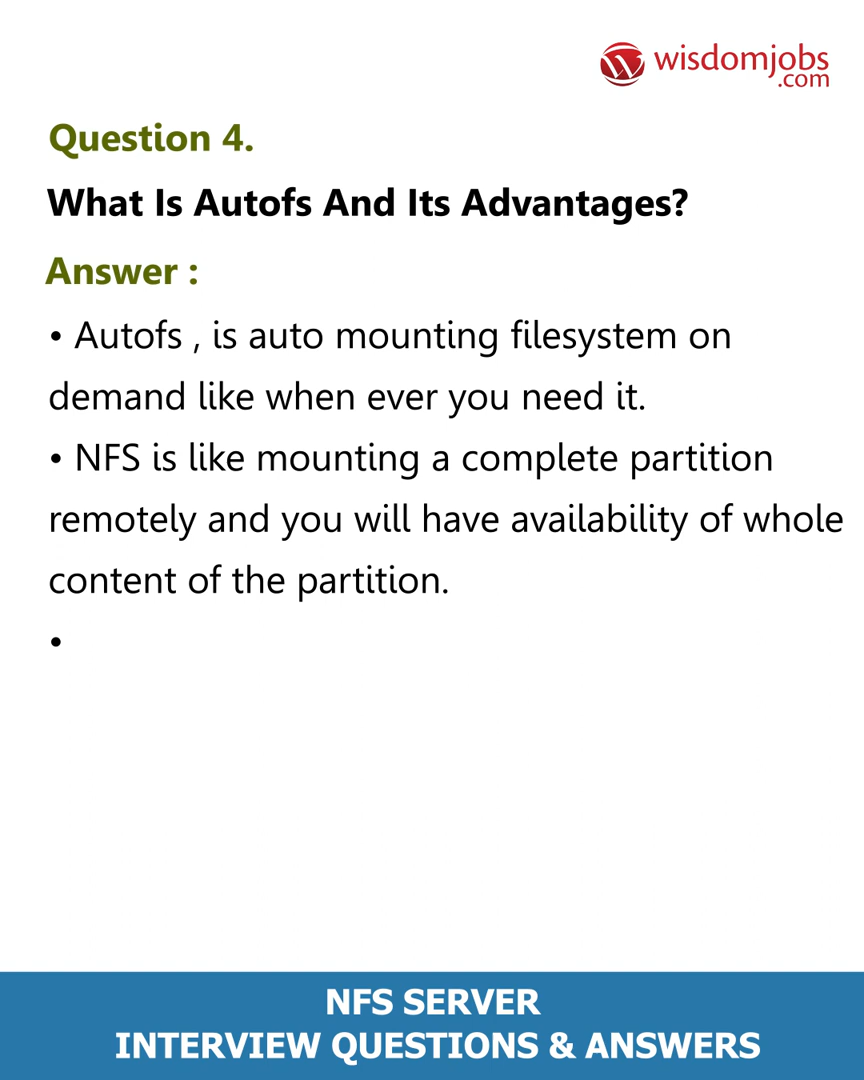 wisdomjobs
.com
Question 4.
What Is Autofs And Its Advantages?
Answer :
• Autofs , is auto mounting filesystem on
demand like when ever you need it.
• NFS is like mounting a complete partition
remotely and you will have availability of whole
content of the partition.
•
NFS SERVER
INTERVIEW QUESTIONS & ANSWERS